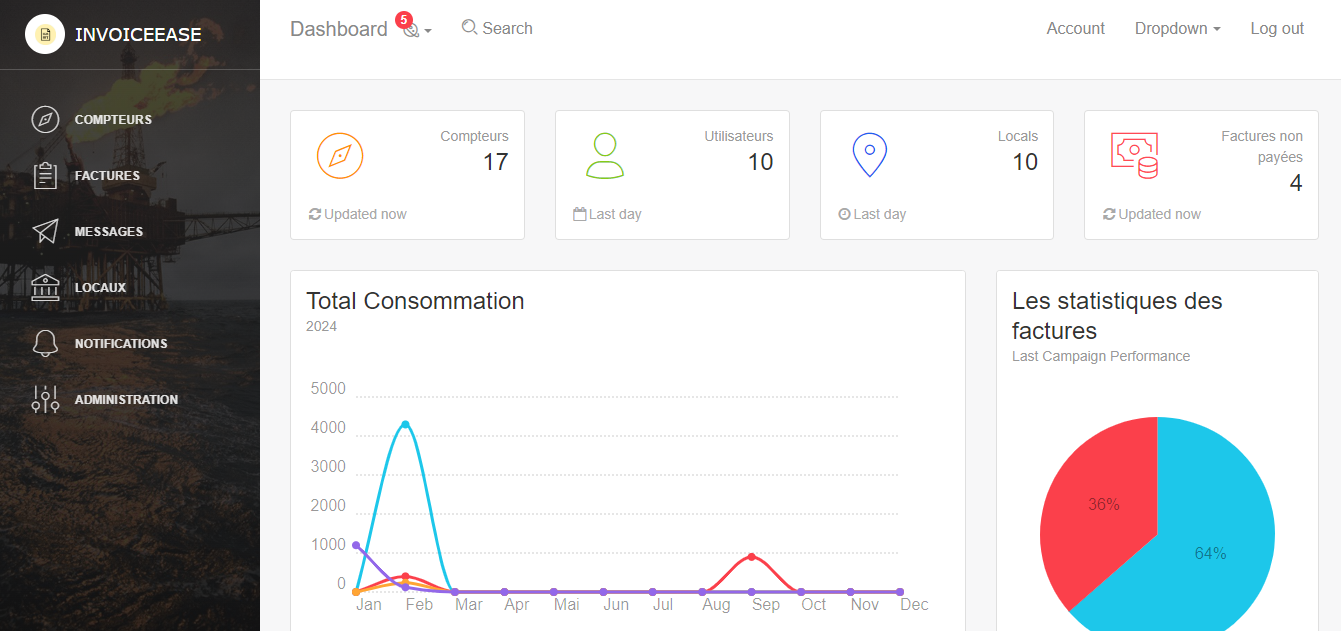 INVOICEEASE
COMPTEURS
FACTURES
MESSAGES
LOCAUX
NOTIFICATIONS
ADMINISTRATION
Dashboard 5 Search Account Dropdown Log out
Compteurs
17
Updated now
Utilisateurs
10
Last day
Locals
10
Last day
Factures non
payées
4
Updated now
Total Consommation
2024
5000
4000
3000
2000
1000
0
Jan Feb Mar Apr Mai Jun Jul Aug Sep Oct Nov Dec
Les statistiques des
factures
Last Campaign Performance
36%
64%